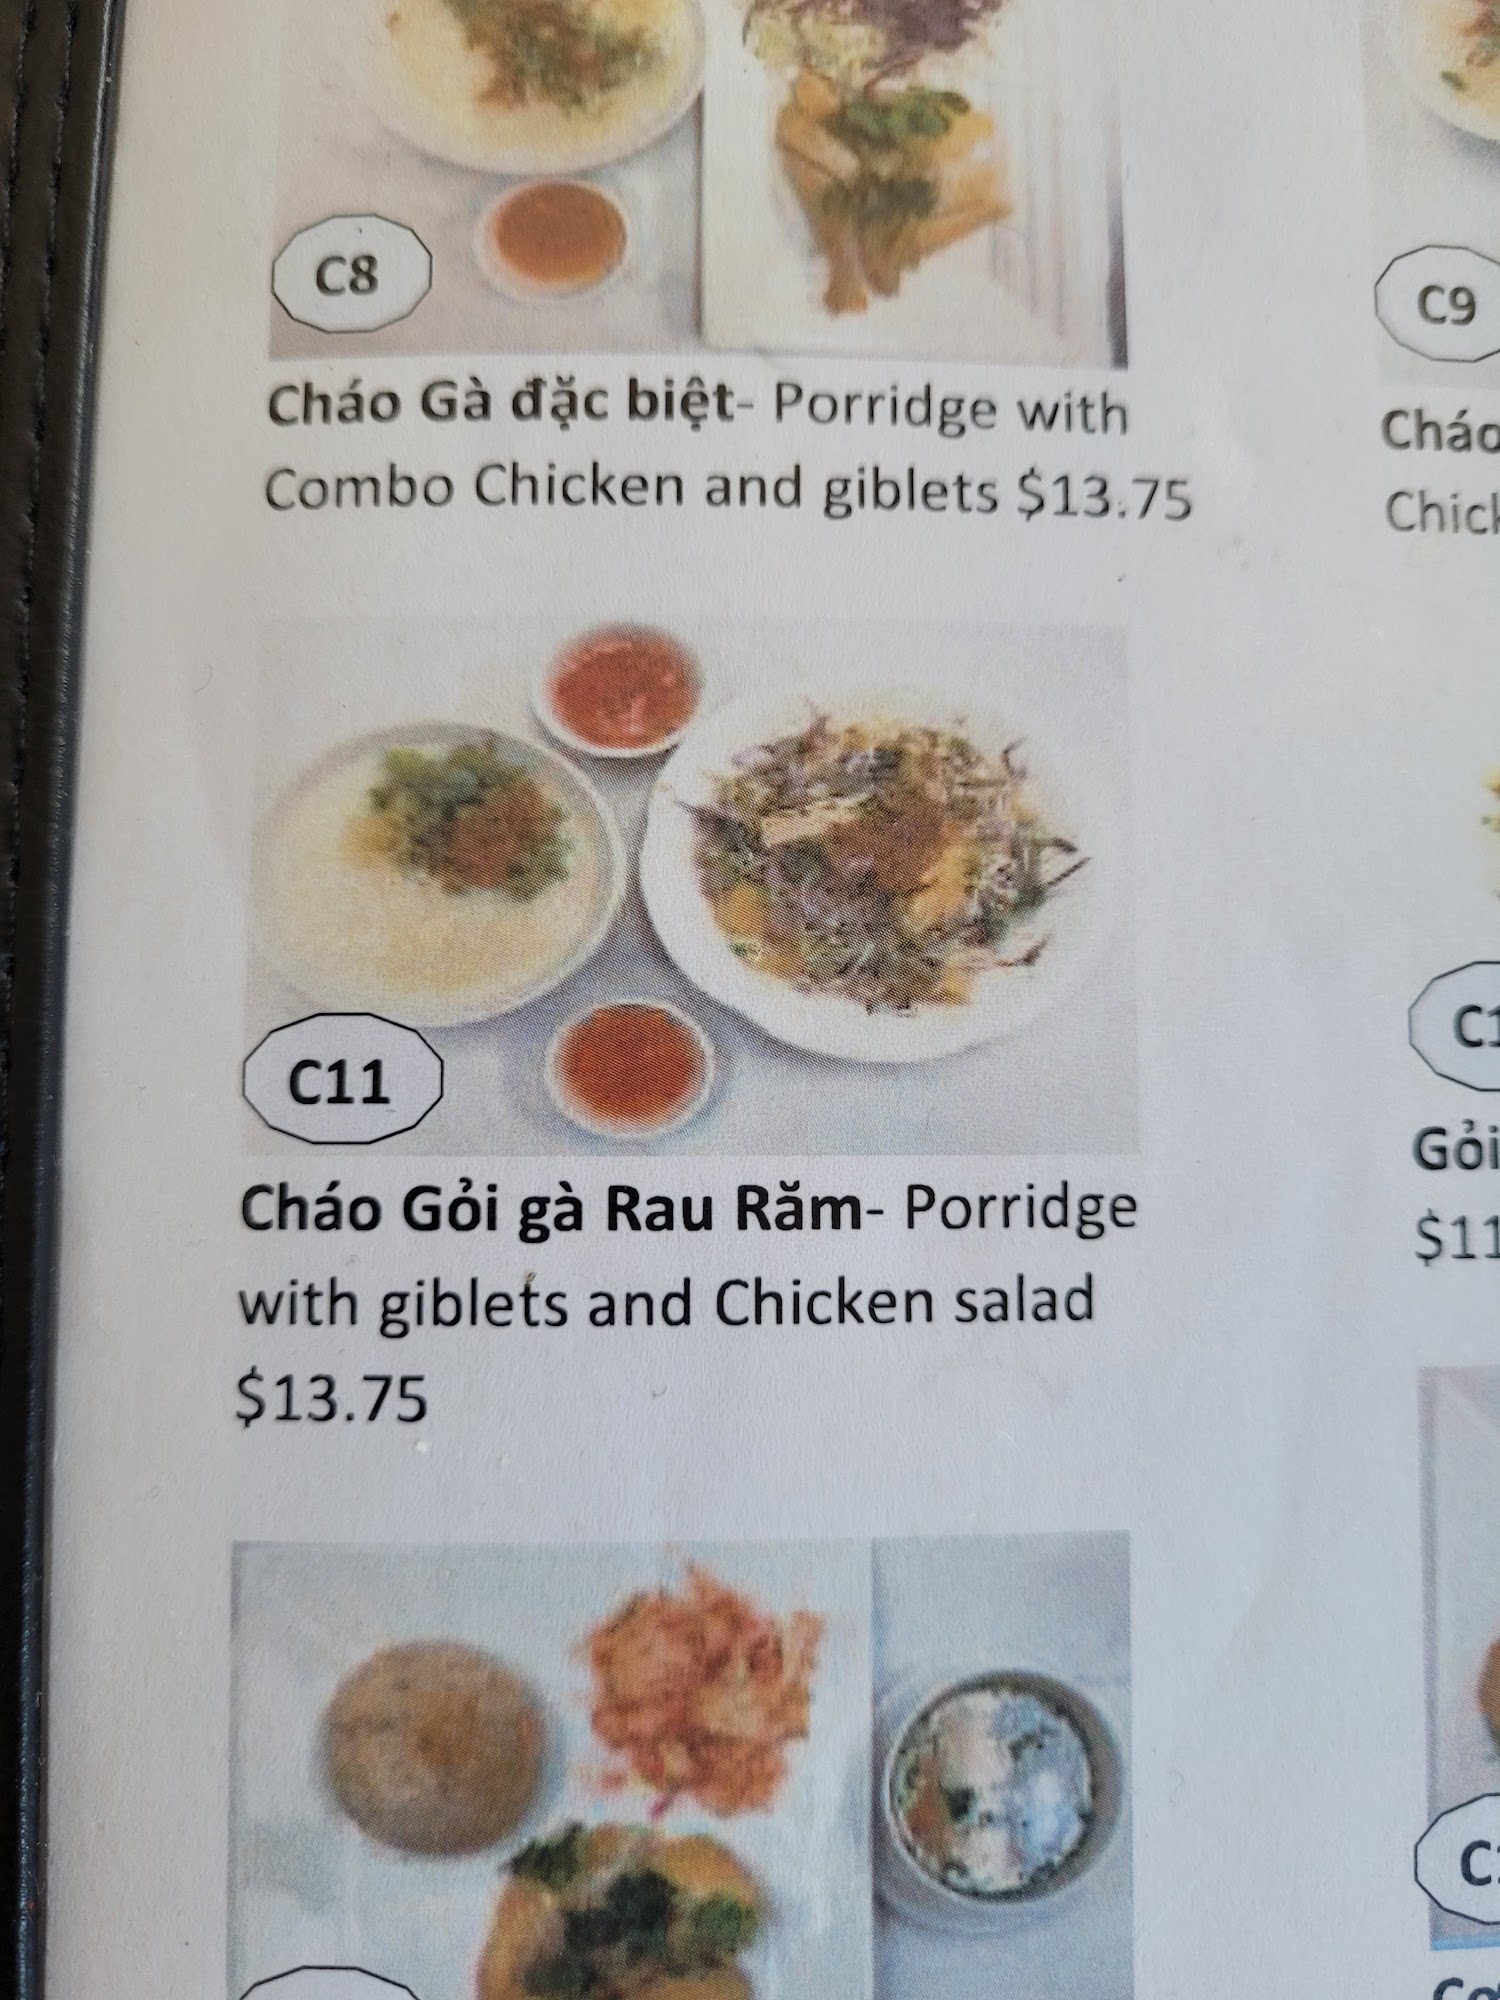 C8
Cháo Gà đặc biệt- Porridge with
Combo Chicken and giblets $13.75
C9
C11
Cháo Gỏi gà Rau Răm- Porridge
with giblets and Chicken salad
$13.75
Gỏi